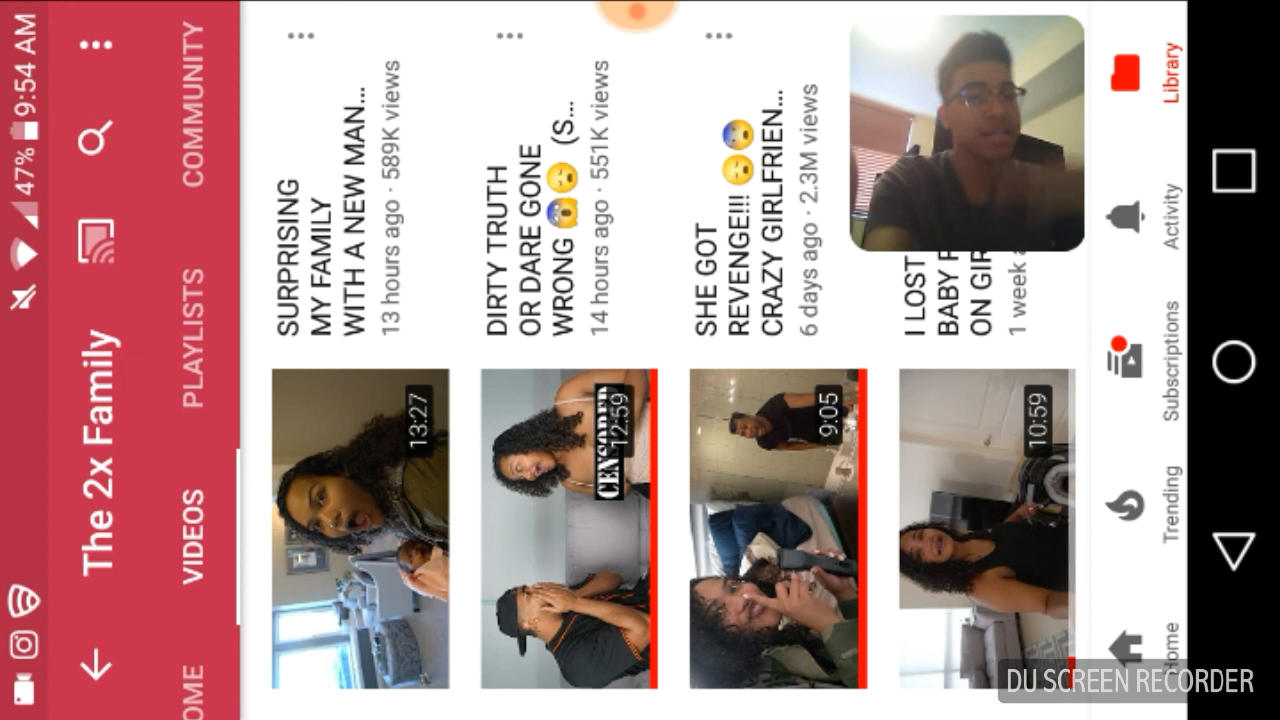 47% 9:54 AM
The 2x Family
OME VIDEOS PLAYLISTS COMMUNITY
SURPRISING
MY FAMILY
WITH A NEW MAN...
13 hours ago · 589K views
13:27
DIRTY TRUTH
OR DARE GONE
WRONG 😱😥 (S...
14 hours ago · 551K views
CENSORED
12:59
SHE GOT
REVENGE!!! 😥😨
CRAZY GIRLFRIEN...
6 days ago · 2.3M views
9:05
I LOST
BABY
ON GIR
1 week
10:59
Home Trending Subscriptions Activity Library
DU SCREEN RECORDER